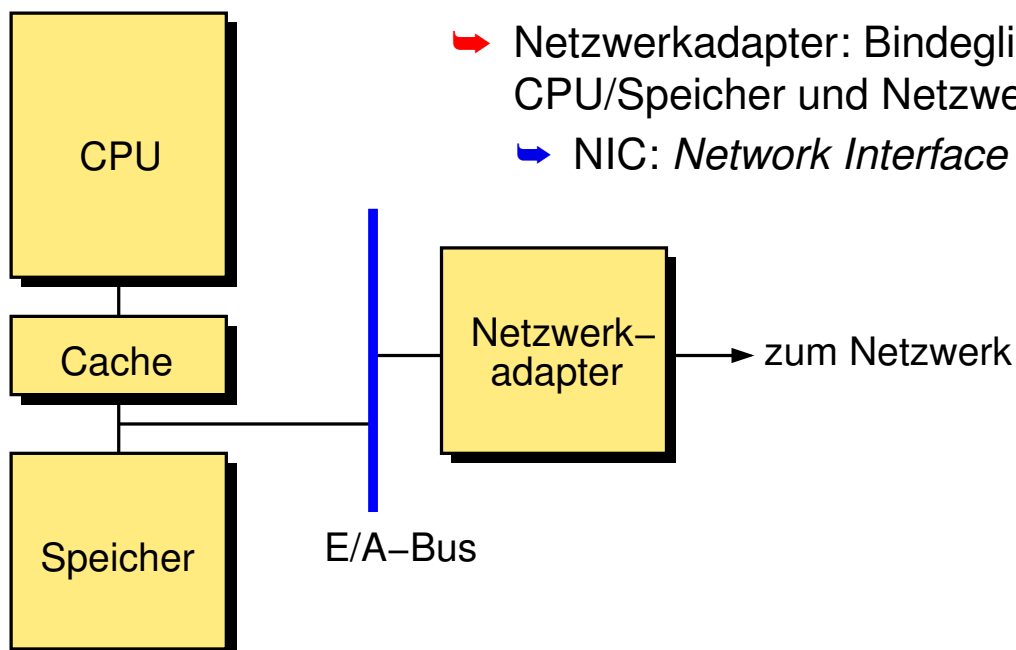 Netzwerkadapter: Bindegli
CPU/Speicher und Netzwe
NIC: Network Interface
CPU
Cache
Netzwerk–
adapter
zum Netzwerk
Speicher
E/A–Bus